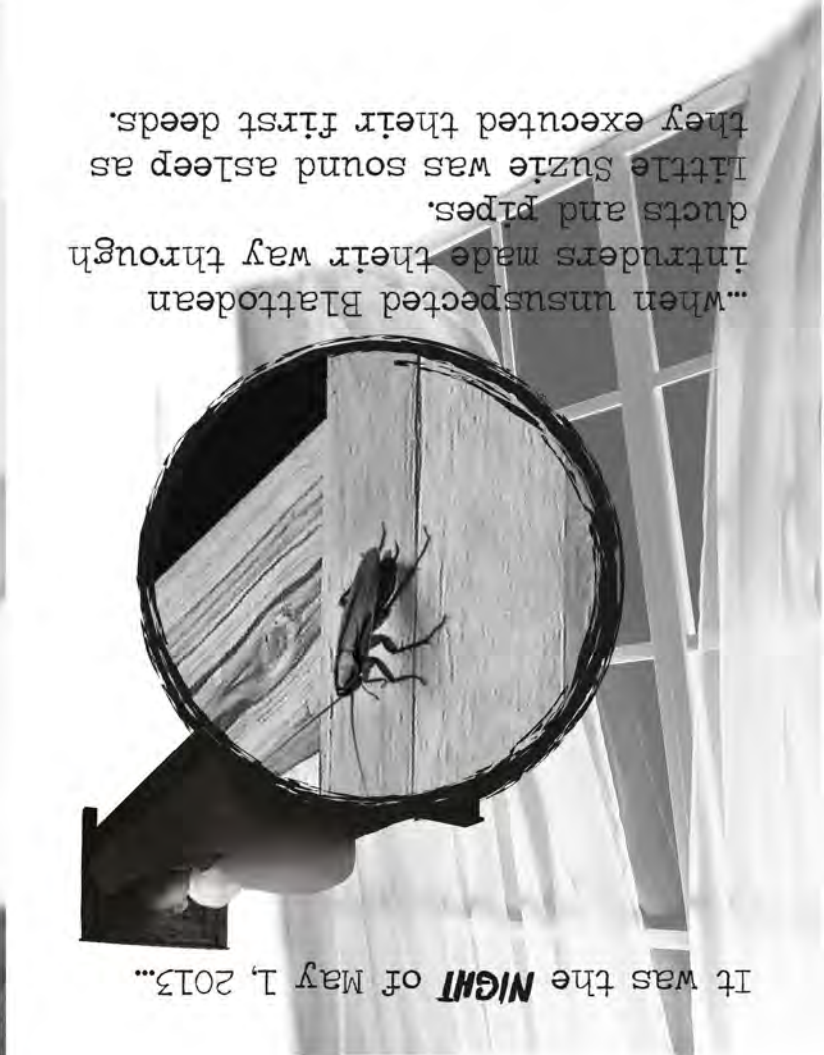 It was the NIGHT of May 1, 2013...
...when unsuspected Blattodean
intruders made their way through
ducts and pipes.
Little Suzie was sound asleep as
they executed their first deeds.